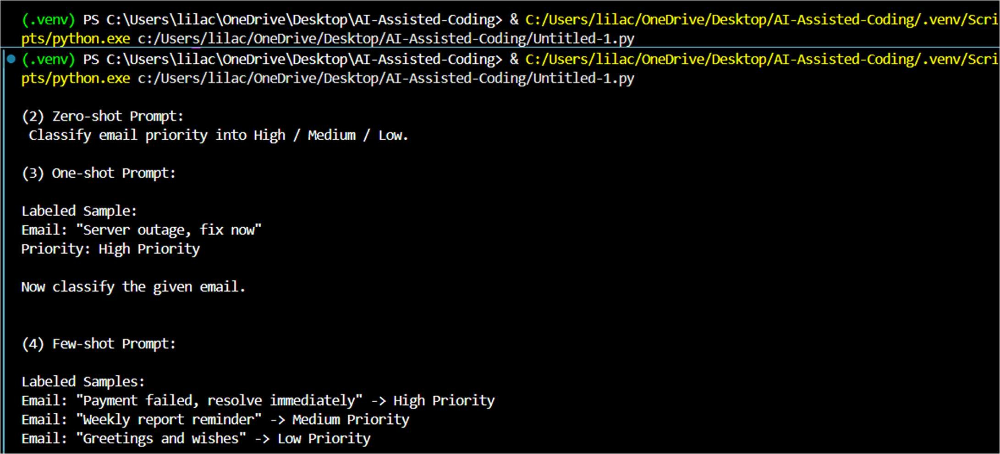 (.venv) PS C:\Users\lilac\OneDrive\Desktop\AI-Assisted-Coding> & C:/Users/lilac/OneDrive/Desktop/AI-Assisted-Coding/.venv/Scri
pts/python.exe c:/Users/lilac/OneDrive/Desktop/AI-Assisted-Coding/Untitled-1.py
(.venv) PS C:\Users\lilac\OneDrive\Desktop\AI-Assisted-Coding> & C:/Users/lilac/OneDrive/Desktop/AI-Assisted-Coding/.venv/Scri
pts/python.exe c:/Users/lilac/OneDrive/Desktop/AI-Assisted-Coding/Untitled-1.py
(2) Zero-shot Prompt:
Classify email priority into High / Medium / Low.
(3) One-shot Prompt:
Labeled Sample:
Email: "Server outage, fix now"
Priority: High Priority
Now classify the given email.
(4) Few-shot Prompt:
Labeled Samples:
Email: "Payment failed, resolve immediately" -> High Priority
Email: "Weekly report reminder" -> Medium Priority
Email: "Greetings and wishes" -> Low Priority